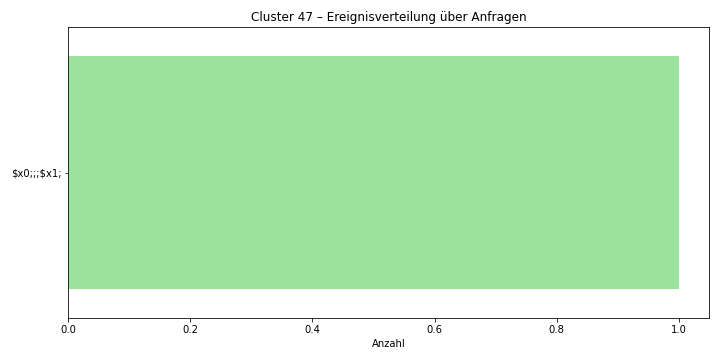 Cluster 47 – Ereignisverteilung über Anfragen
$x0;;;$x1;
0.0 0.2 0.4 0.6 0.8 1.0
Anzahl